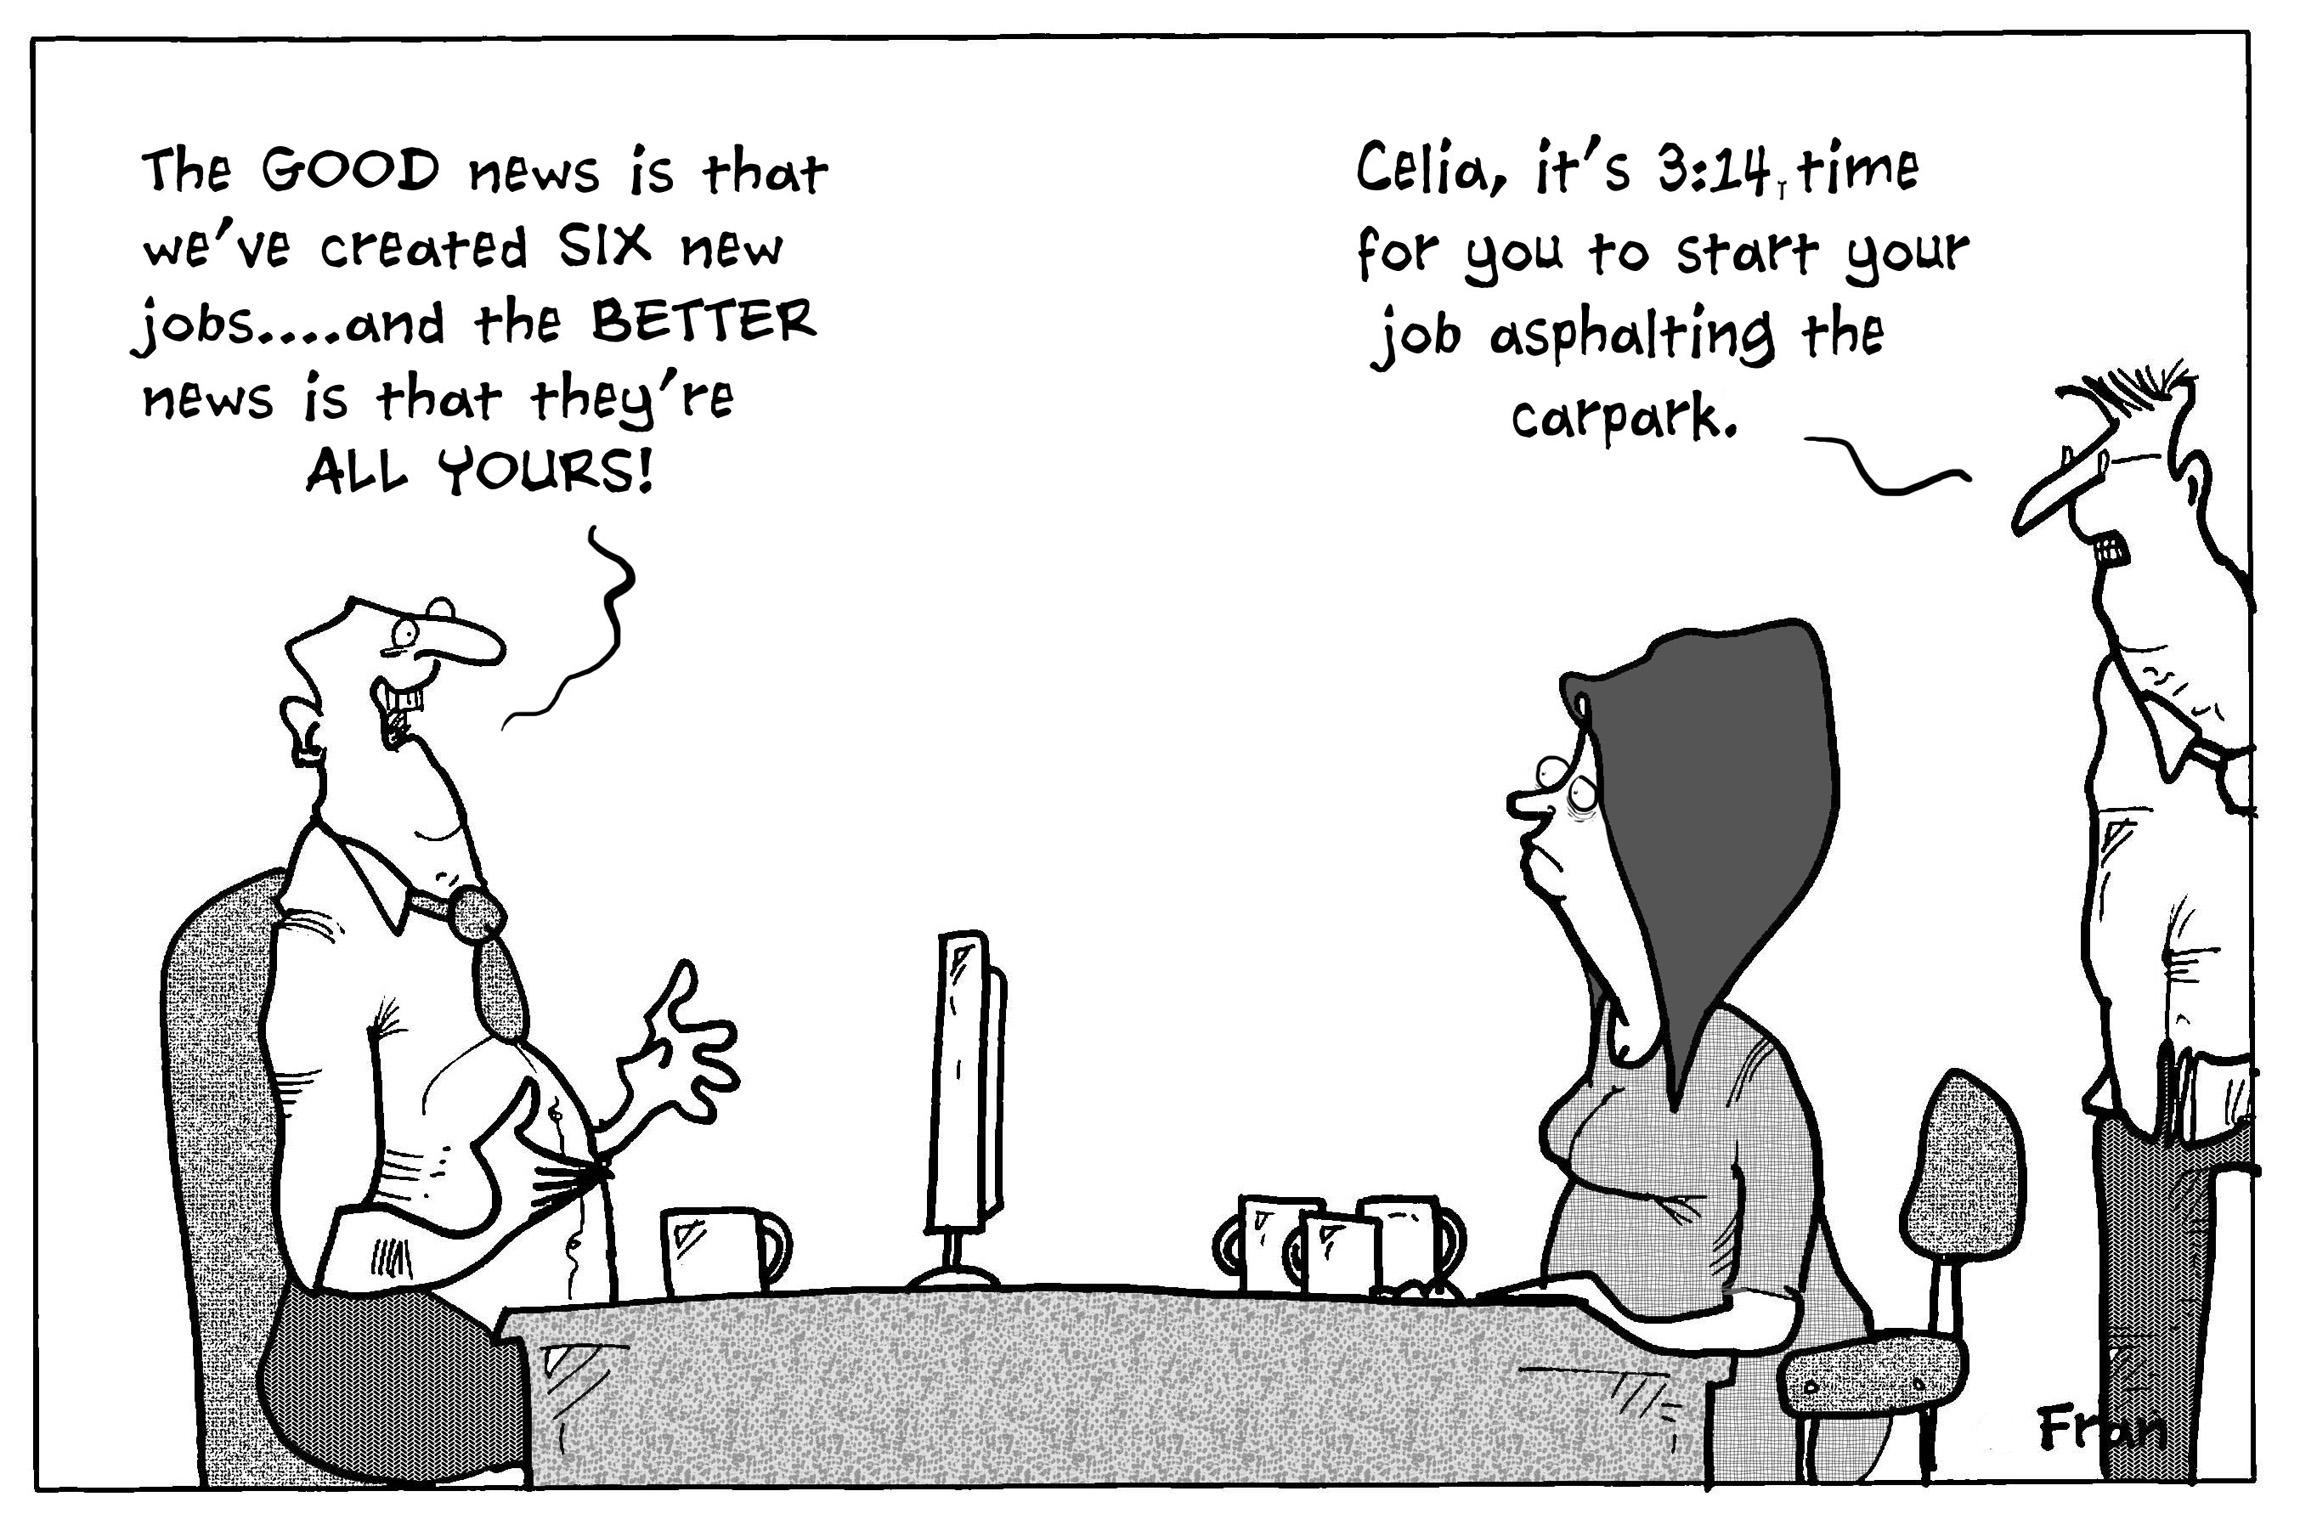 The GOOD news is that
we've created SIX new
jobs....and the BETTER
news is that they're
ALL YOURS!
Celia, it's 3:14, time
for you to start your
job asphalting the
carpark.
Fran